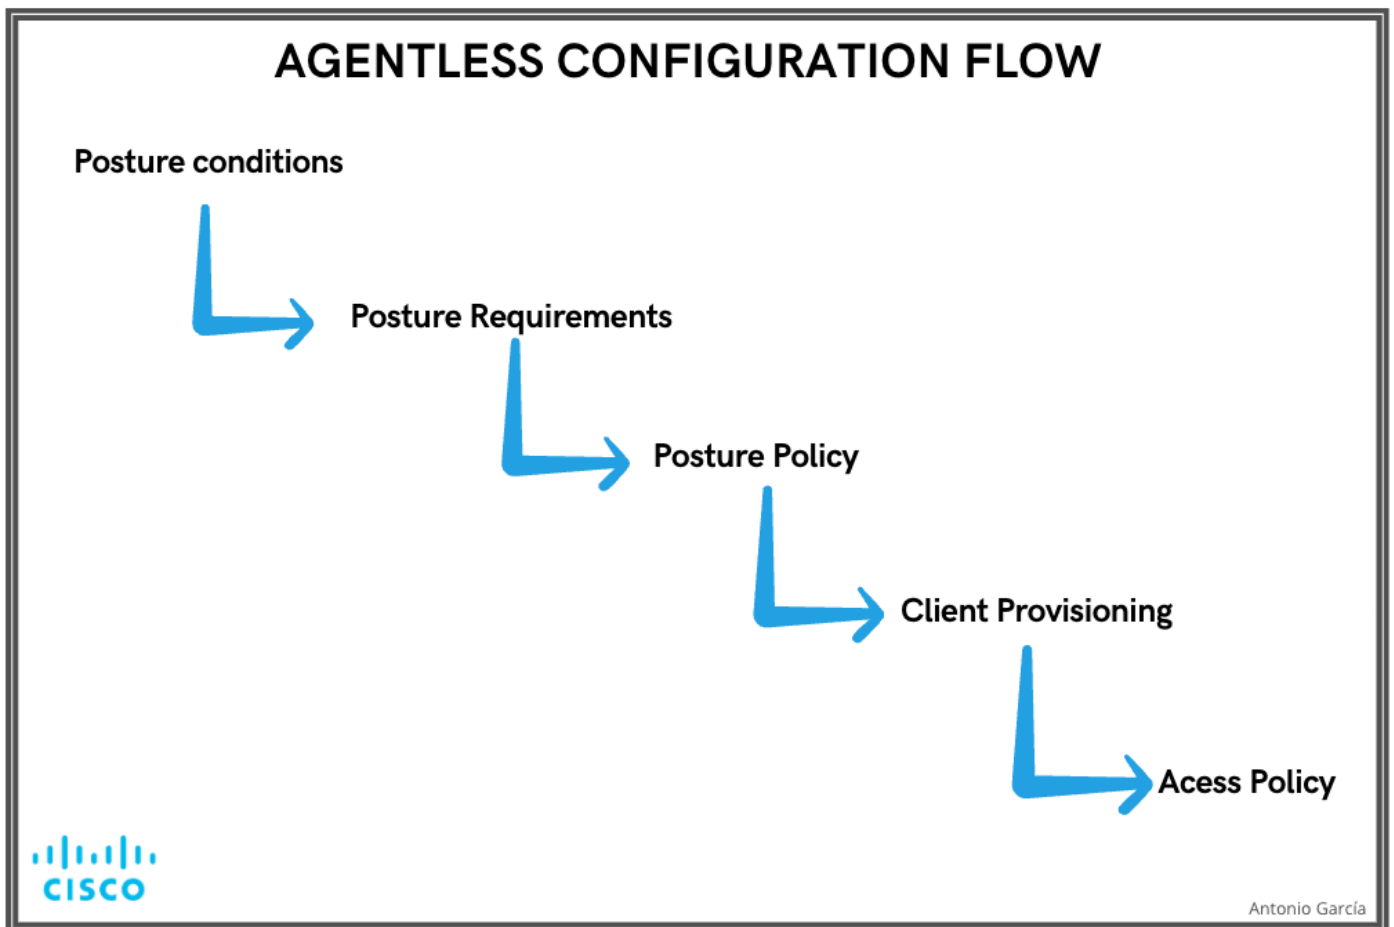 AGENTLESS CONFIGURATION FLOW
Posture conditions
Posture Requirements
Posture Policy
Client Provisioning
Acess Policy
CISCO
Antonio García